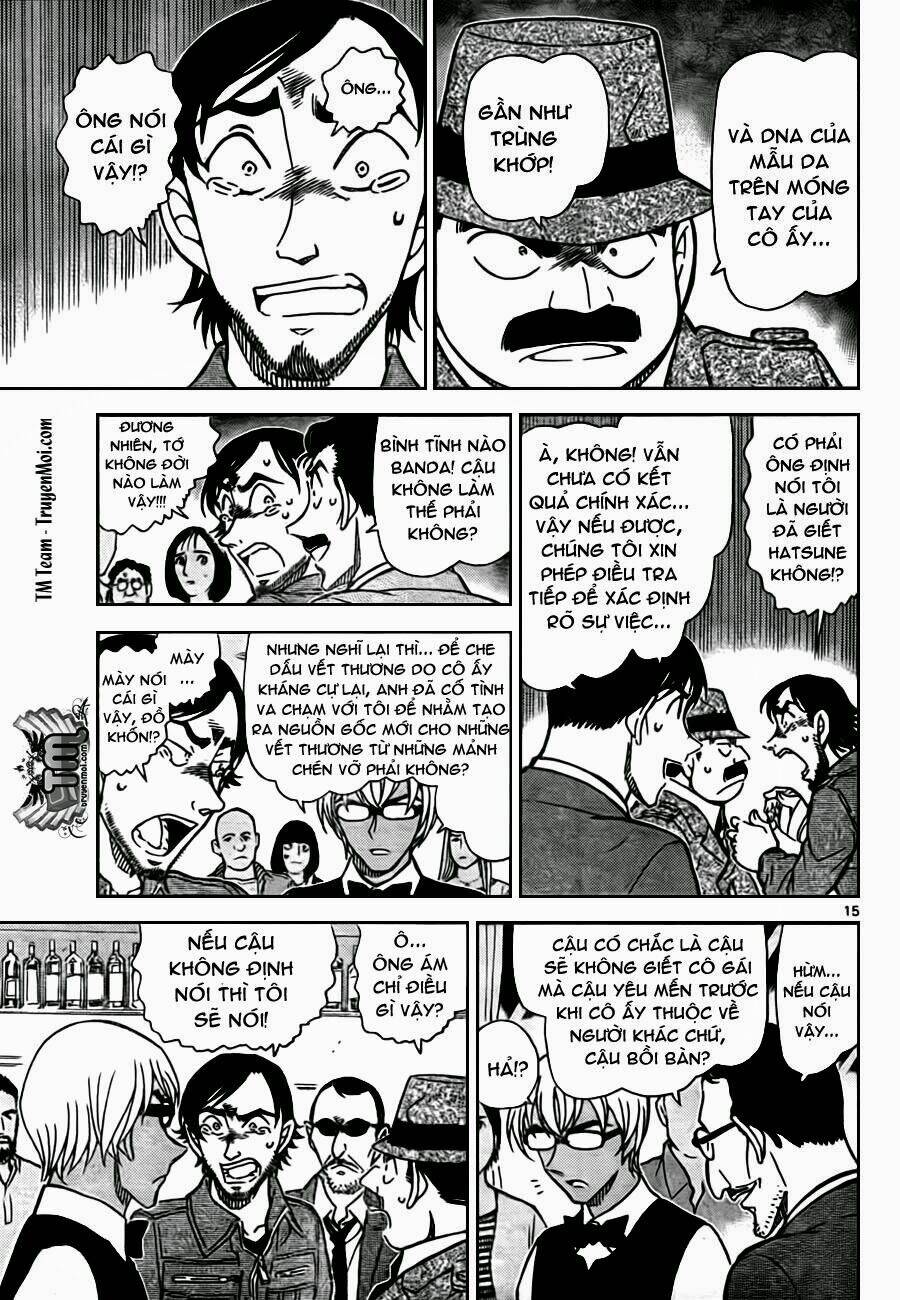 VÀ DNA CỦA
MẪU DA
TRÊN MÓNG
TAY CỦA
CÔ ẤY...
GẦN NHƯ
TRÙNG
KHỚP!
ÔNG...
ÔNG NÓI
CÁI GÌ
VẬY!?
CÓ PHẢI
ÔNG ĐỊNH
NÓI TÔI
LÀ NGƯỜI
ĐÃ GIẾT
HATSUNE
KHÔNG!?
À, KHÔNG! VẪN
CHƯA CÓ KẾT
QUẢ CHÍNH XÁC...
VẬY NẾU ĐƯỢC,
CHÚNG TÔI XIN
PHÉP ĐIỀU TRA
TIẾP ĐỂ XÁC ĐỊNH
RÕ SỰ VIỆC...
BÌNH TĨNH NÀO
BANDA! CẬU
KHÔNG LÀM
THẾ PHẢI
KHÔNG?
ĐƯƠNG
NHIÊN, TỚ
KHÔNG ĐỜI
NÀO LÀM
VẬY!!!
NHƯNG NGHĨ LẠI THÌ... ĐỂ CHE
DẤU VẾT THƯƠNG DO CÔ ẤY
KHÁNG CỰ LẠI, ANH ĐÃ CỐ TÌNH
VA CHẠM VỚI TÔI ĐỂ NHẰM TẠO
RA NGUỒN GỐC MỚI CHO NHỮNG
VẾT THƯƠNG TỪ NHỮNG MẢNH
CHÉN VỠ PHẢI KHÔNG?
MÀY
...
MÀY NÓI
CÁI GÌ
VẬY, ĐỒ
KHỐN!?
TM Team - TruyenMoi.com
TM
truyenmoi.com
15
HỪM...
NẾU CẬU
NÓI
VẬY...
CẬU CÓ CHẮC LÀ CẬU
SẼ KHÔNG GIẾT CÔ GÁI
MÀ CẬU YÊU MẾN TRƯỚC
KHI CÔ ẤY THUỘC VỀ
NGƯỜI KHÁC CHỨ,
CẬU BỒI BÀN?
HẢ!?
Ô...
ÔNG ÁM
CHỈ ĐIỀU
GÌ VẬY?
NẾU CẬU
KHÔNG ĐỊNH
NÓI THÌ TÔI
SẼ NÓI!